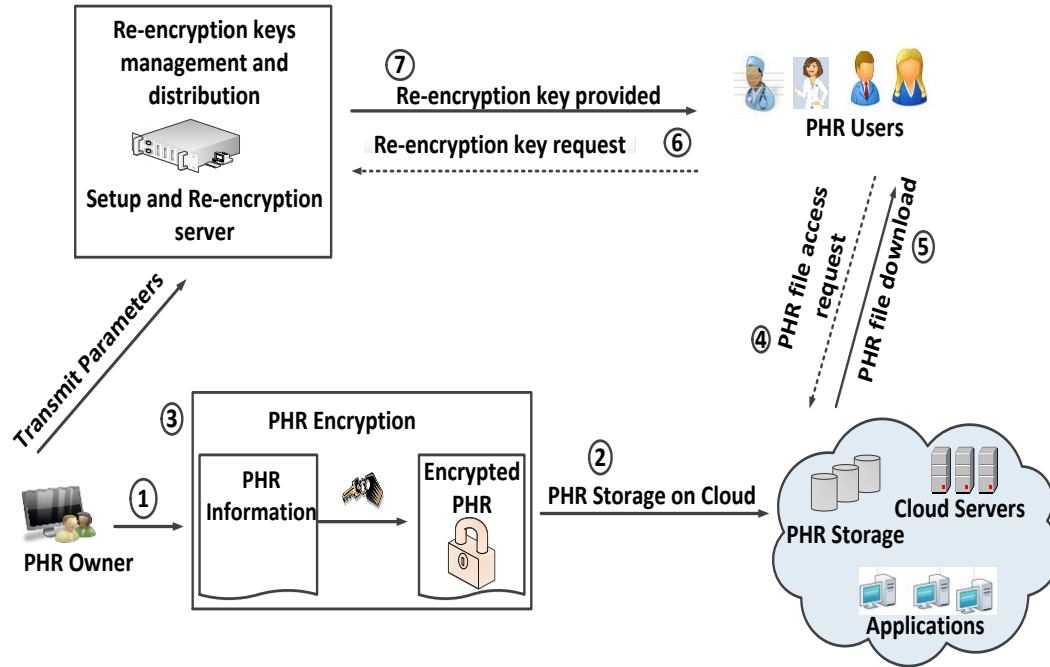 Re-encryption keys
management and
distribution
Setup and Re-encryption
server
7
Re-encryption key provided
Re-encryption key request
6
PHR Users
PHR file access
request
4
PHR file download
5
Transmit Parameters
3
PHR Encryption
PHR
Information
Encrypted
PHR
1
PHR Owner
2
PHR Storage on Cloud
PHR Storage
Cloud Servers
Applications